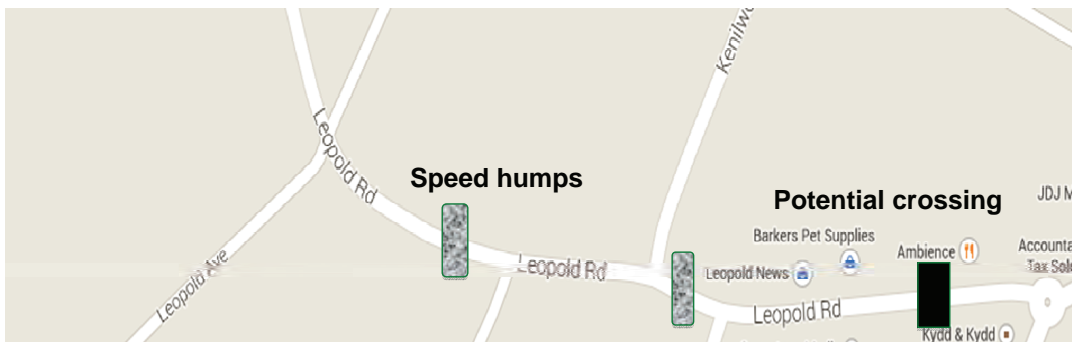 Kenilwo
Leopold Rd
Speed humps
Potential crossing
JDJ M
Barkers Pet Supplies
Ambience
Accounta
Tax Sol
Leopold Ave
Leopold Rd
Leopold News
Leopold Rd
Kydd & Kydd